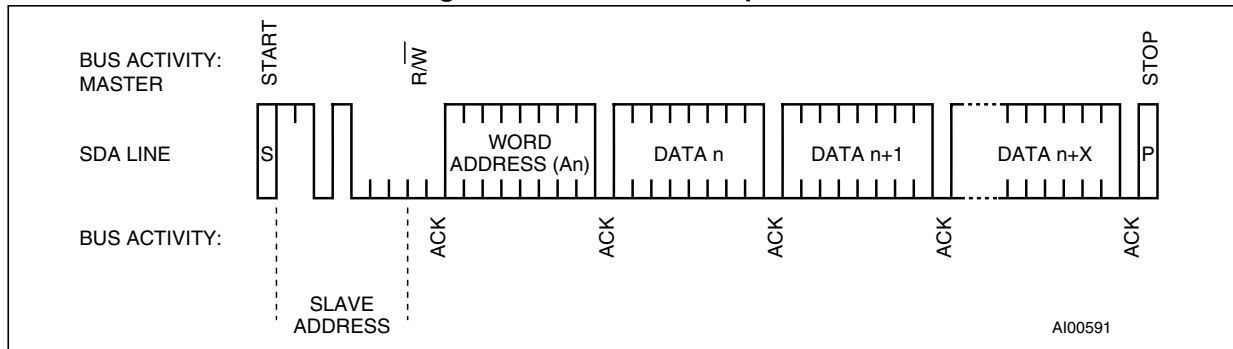 START
R/W
STOP
BUS ACTIVITY:
MASTER
SDA LINE
S
WORD
ADDRESS (An)
DATA n
DATA n+1
DATA n+X
P
BUS ACTIVITY:
ACK
ACK
ACK
ACK
ACK
SLAVE
ADDRESS
AI00591